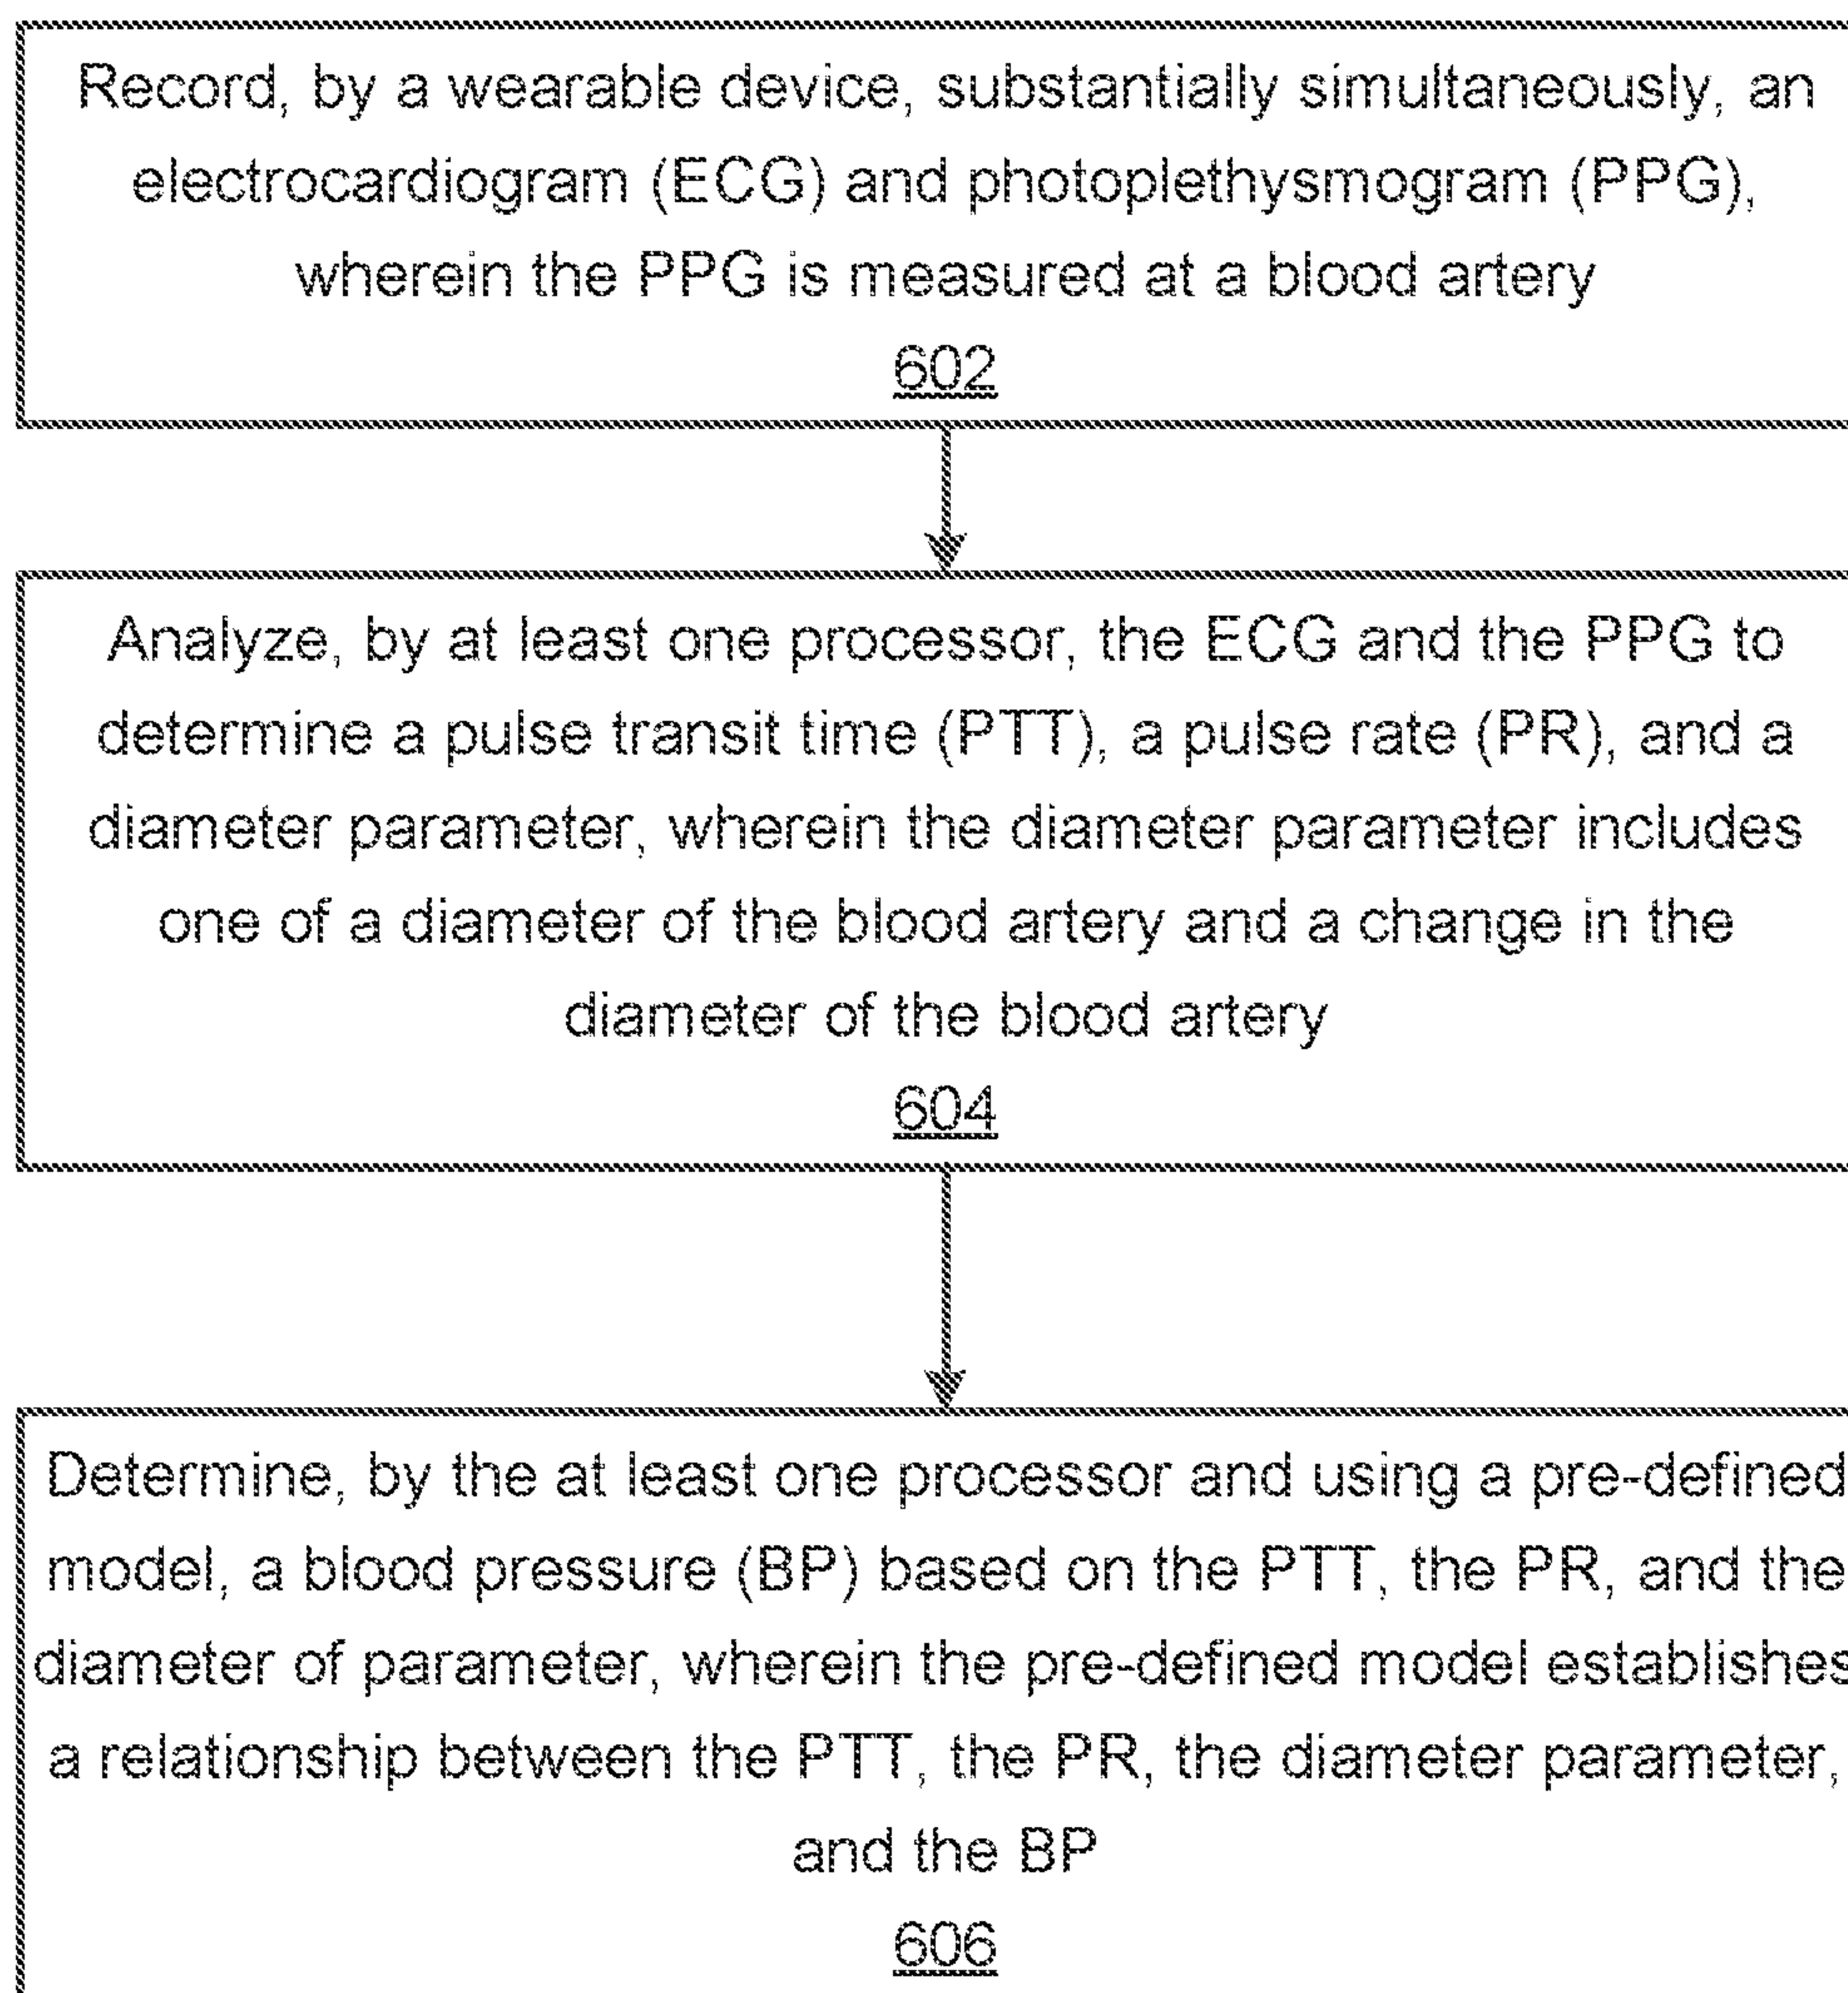 Record, by a wearable device, substantially simultaneously, an
electrocardiogram (ECG) and photoplethysmogram (PPG),
wherein the PPG is measured at a blood artery
602
Analyze, by at least one processor, the ECG and the PPG to
determine a pulse transit time (PTT), a pulse rate (PR), and a
diameter parameter, wherein the diameter parameter includes
one of a diameter of the blood artery and a change in the
diameter of the blood artery
604
Determine, by the at least one processor and using a pre-defined
model, a blood pressure (BP) based on the PTT, the PR, and the
diameter of parameter, wherein the pre-defined model establishes
a relationship between the PTT, the PR, the diameter parameter,
and the BP
606